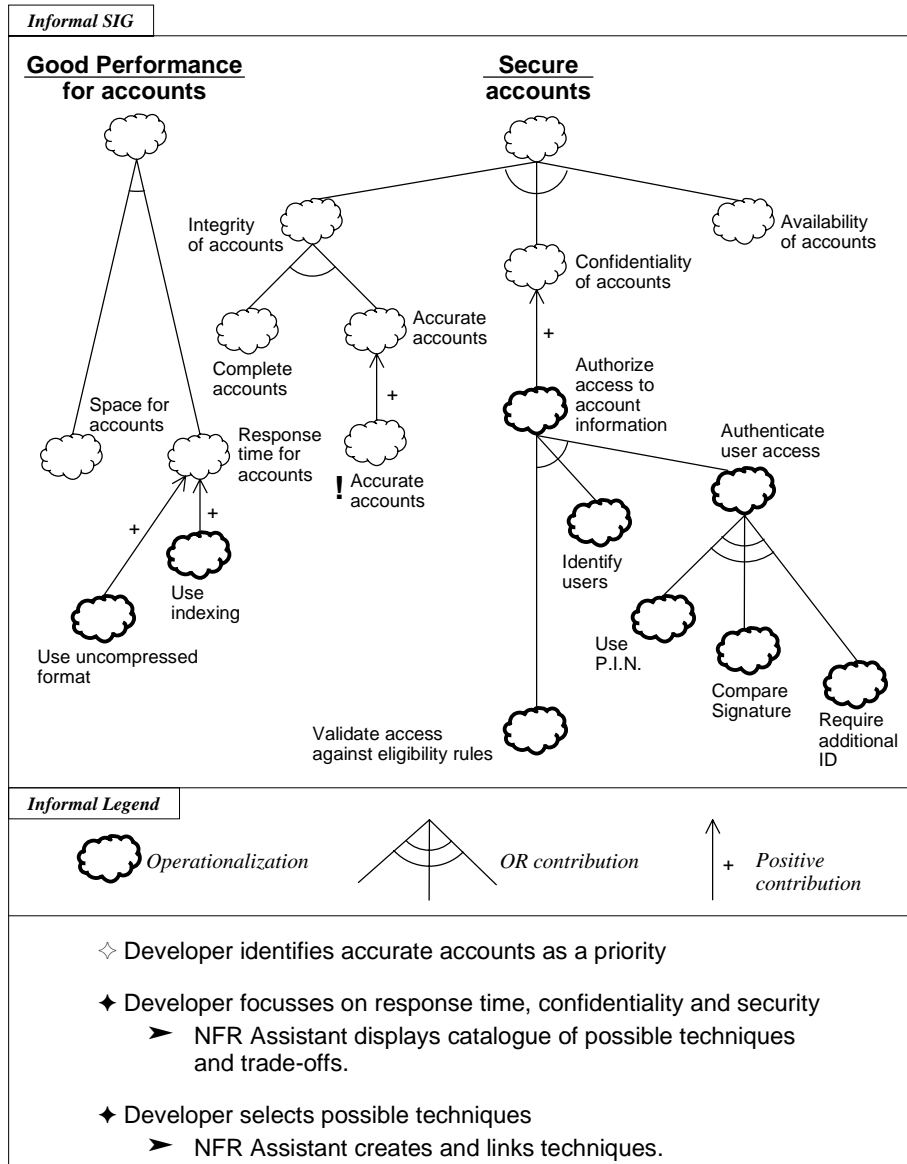 Informal SIG
Good Performance
for accounts
Secure
accounts
Integrity
of accounts
Availability
of accounts
Confidentiality
of accounts
Accurate
accounts
Complete
accounts
+
+
Authorize
access to
account
information
Space for
accounts
Response
time for
accounts
Authenticate
user access
! Accurate
accounts
+
+
Identify
users
Use
indexing
Use
P.I.N.
Use uncompressed
format
Compare
Signature
Require
additional
ID
Validate access
against eligibility rules
Informal Legend
Operationalization
OR contribution
+
Positive
contribution
✧ Developer identifies accurate accounts as a priority
✦ Developer focusses on response time, confidentiality and security
➤ NFR Assistant displays catalogue of possible techniques
and trade-offs.
✦ Developer selects possible techniques
➤ NFR Assistant creates and links techniques.